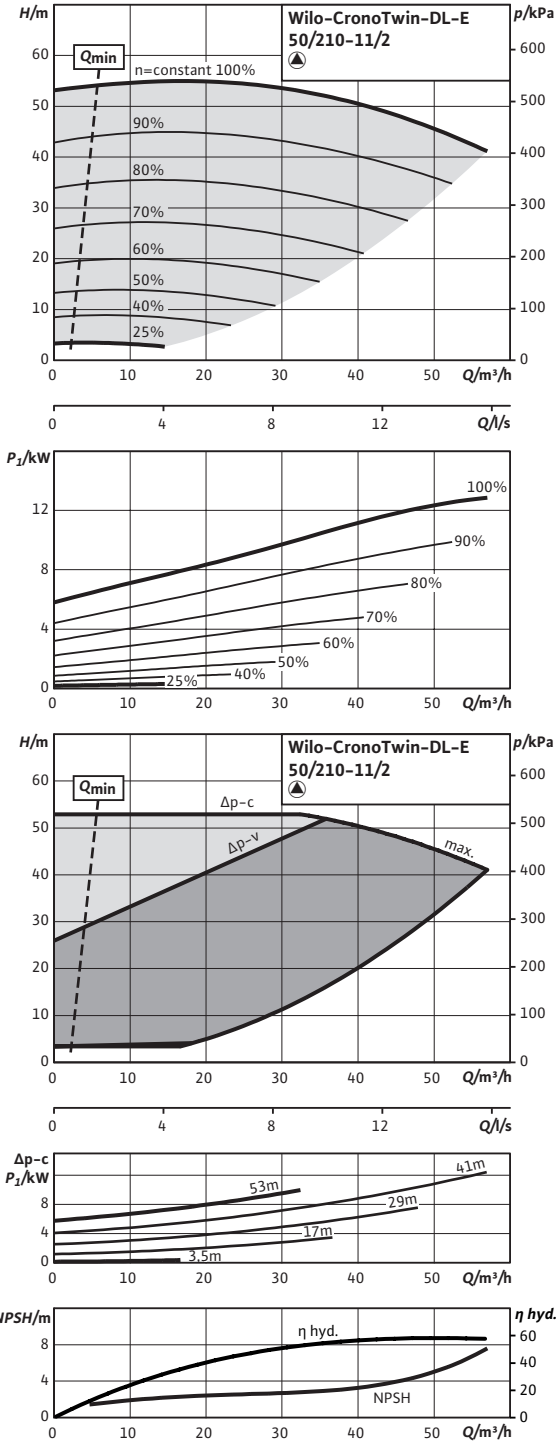 H/m
Wilo-CronoTwin-DL-E
50/210-11/2
p/kPa
60
50
40
30
20
10
0
600
500
400
300
200
100
0
Qmin
n=constant 100%
90%
80%
70%
60%
50%
40%
25%
0 10 20 30 40 50 Q/m³/h
0 4 8 12 Q/l/s
P1/kW
12
8
4
0
100%
90%
80%
70%
60%
50%
40%
25%
0 10 20 30 40 50 Q/m³/h
H/m
Wilo-CronoTwin-DL-E
50/210-11/2
p/kPa
60
50
40
30
20
10
0
600
500
400
300
200
100
0
Qmin
Δp-c
Δp-v
max.
0 10 20 30 40 50 Q/m³/h
0 4 8 12 Q/l/s
Δp-c
P1/kW
8
4
0
53m
41m
29m
17m
3,5m
0 10 20 30 40 50 Q/m³/h
NPSH/m
η hyd.
8
4
0
60
40
20
0
η hyd.
NPSH
0 10 20 30 40 50 Q/m³/h